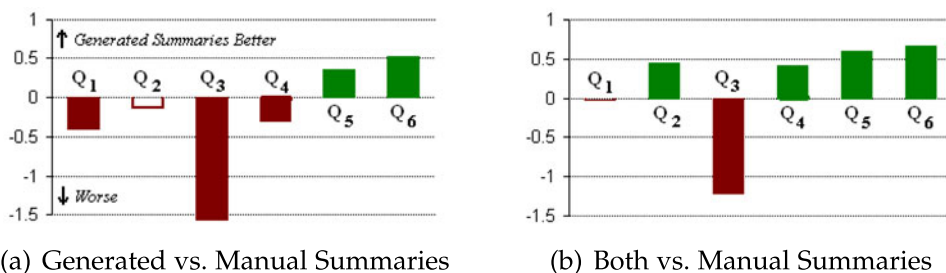 1
↑ Generated Summaries Better
0.5
Q1 Q2 Q3 Q4
0
Q5 Q6
-0.5
-1
↓ Worse
-1.5
(a) Generated vs. Manual Summaries
1
0.5
Q1 Q3
0
Q2 Q4 Q5 Q6
-0.5
-1
-1.5
(b) Both vs. Manual Summaries